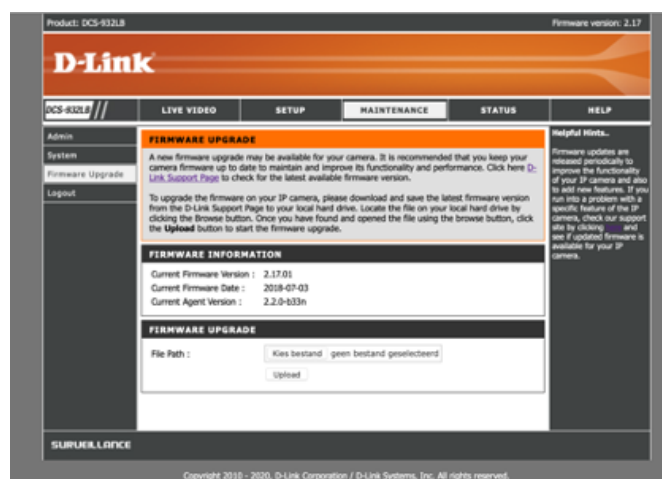 Product: DCS-932LB
Firmware version: 2.17
D-Link
DCS-932LB //
LIVE VIDEO
SETUP
MAINTENANCE
STATUS
HELP
Admin
System
Firmware Upgrade
Logout
FIRMWARE UPGRADE
A new firmware upgrade may be available for your camera. It is recommended that you keep your
camera firmware up to date to maintain and improve its functionality and performance. Click here D-
Link Support Page to check for the latest available firmware version.
To upgrade the firmware on your IP camera, please download and save the latest firmware version
from the D-Link Support Page to your local hard drive. Locate the file on your local hard drive by
clicking the Browse button. Once you have found and opened the file using the browse button, click
the Upload button to start the firmware upgrade.
FIRMWARE INFORMATION
Current Firmware Version : 2.17.01
Current Firmware Date : 2018-07-03
Current Agent Version : 2.2.0-b33n
FIRMWARE UPGRADE
File Path :
Kies bestand geen bestand geselecteerd
Upload
Helpful Hints..
Firmware updates are
released periodically to
improve the functionality
of your IP camera and also
to add new features. If you
run into a problem with a
specific feature of the IP
camera, check our support
site by clicking and
see if updated firmware is
available for your IP
camera.
SURVEILLANCE
Copyright 2010 - 2020, D-Link Corporation / D-Link Systems, Inc. All rights reserved.